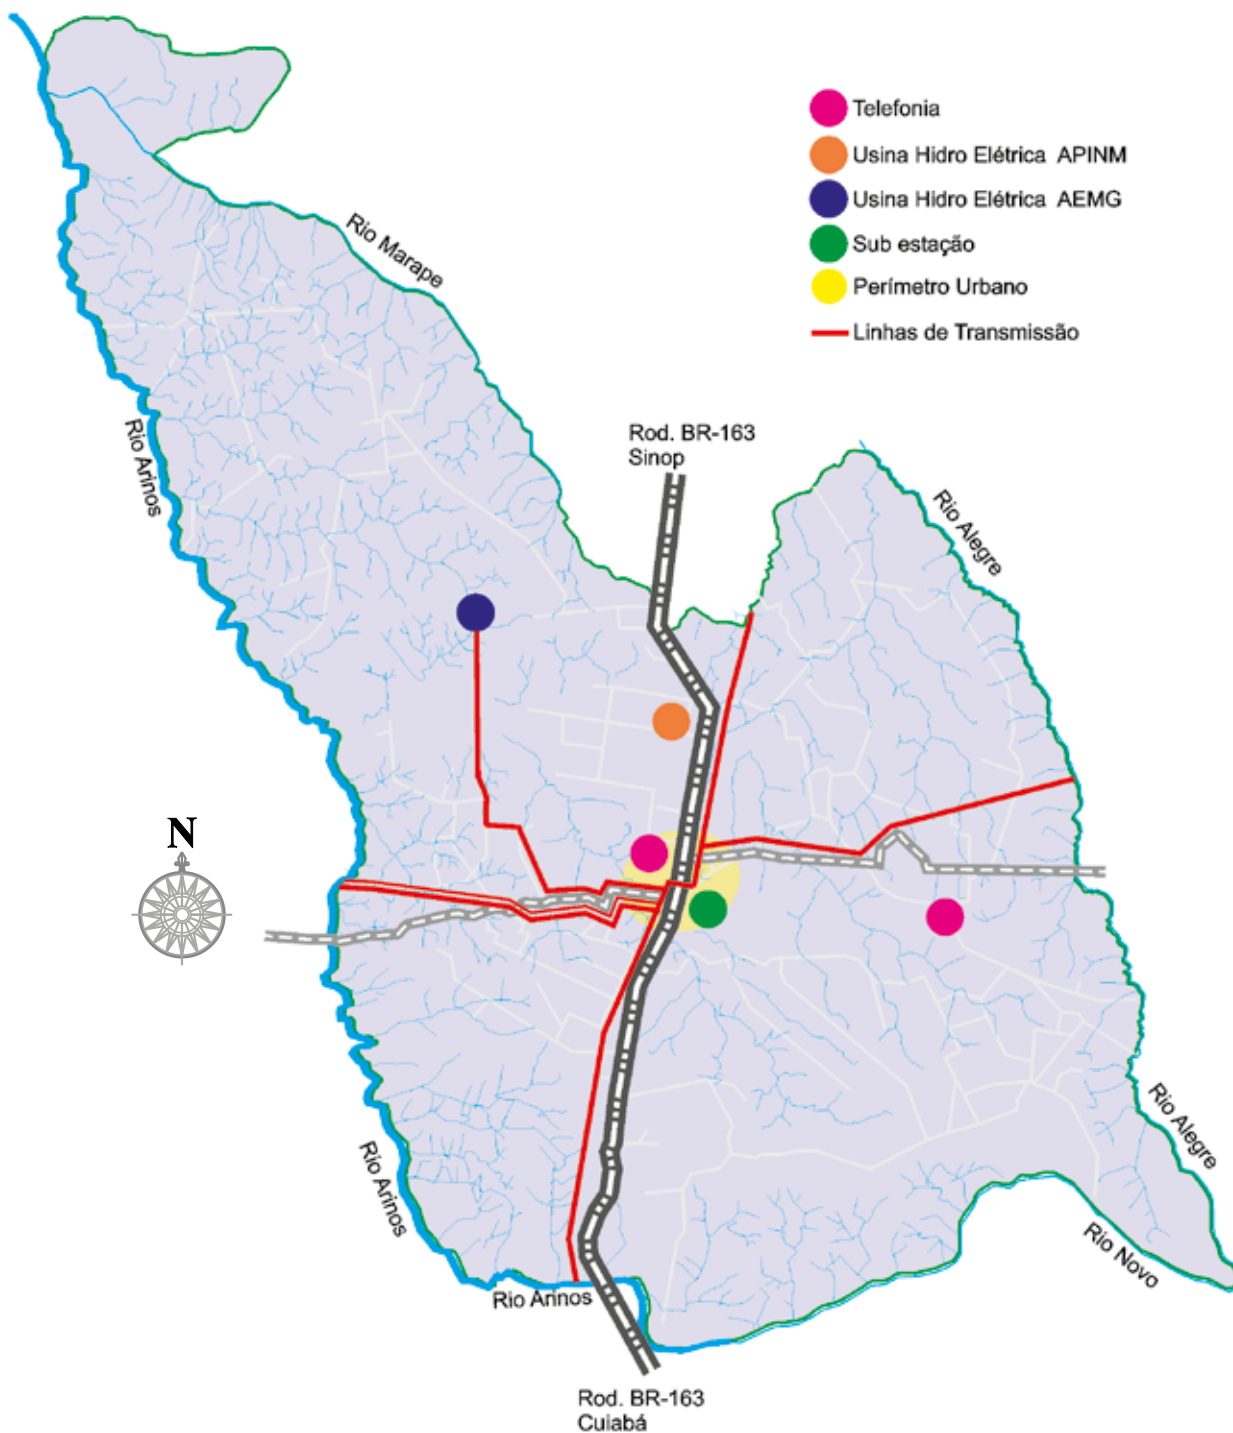 Telefonia
Usina Hidro Elétrica APINM
Usina Hidro Elétrica AEMG
Sub estação
Perímetro Urbano
Linhas de Transmissão
Rio Marape
Rio Arinos
Rod. BR-163
Sinop
Rio Alegre
N
Rio Alegre
Rio Arinos
Rio Novo
Rio Arinos
Rod. BR-163
Cuiabá